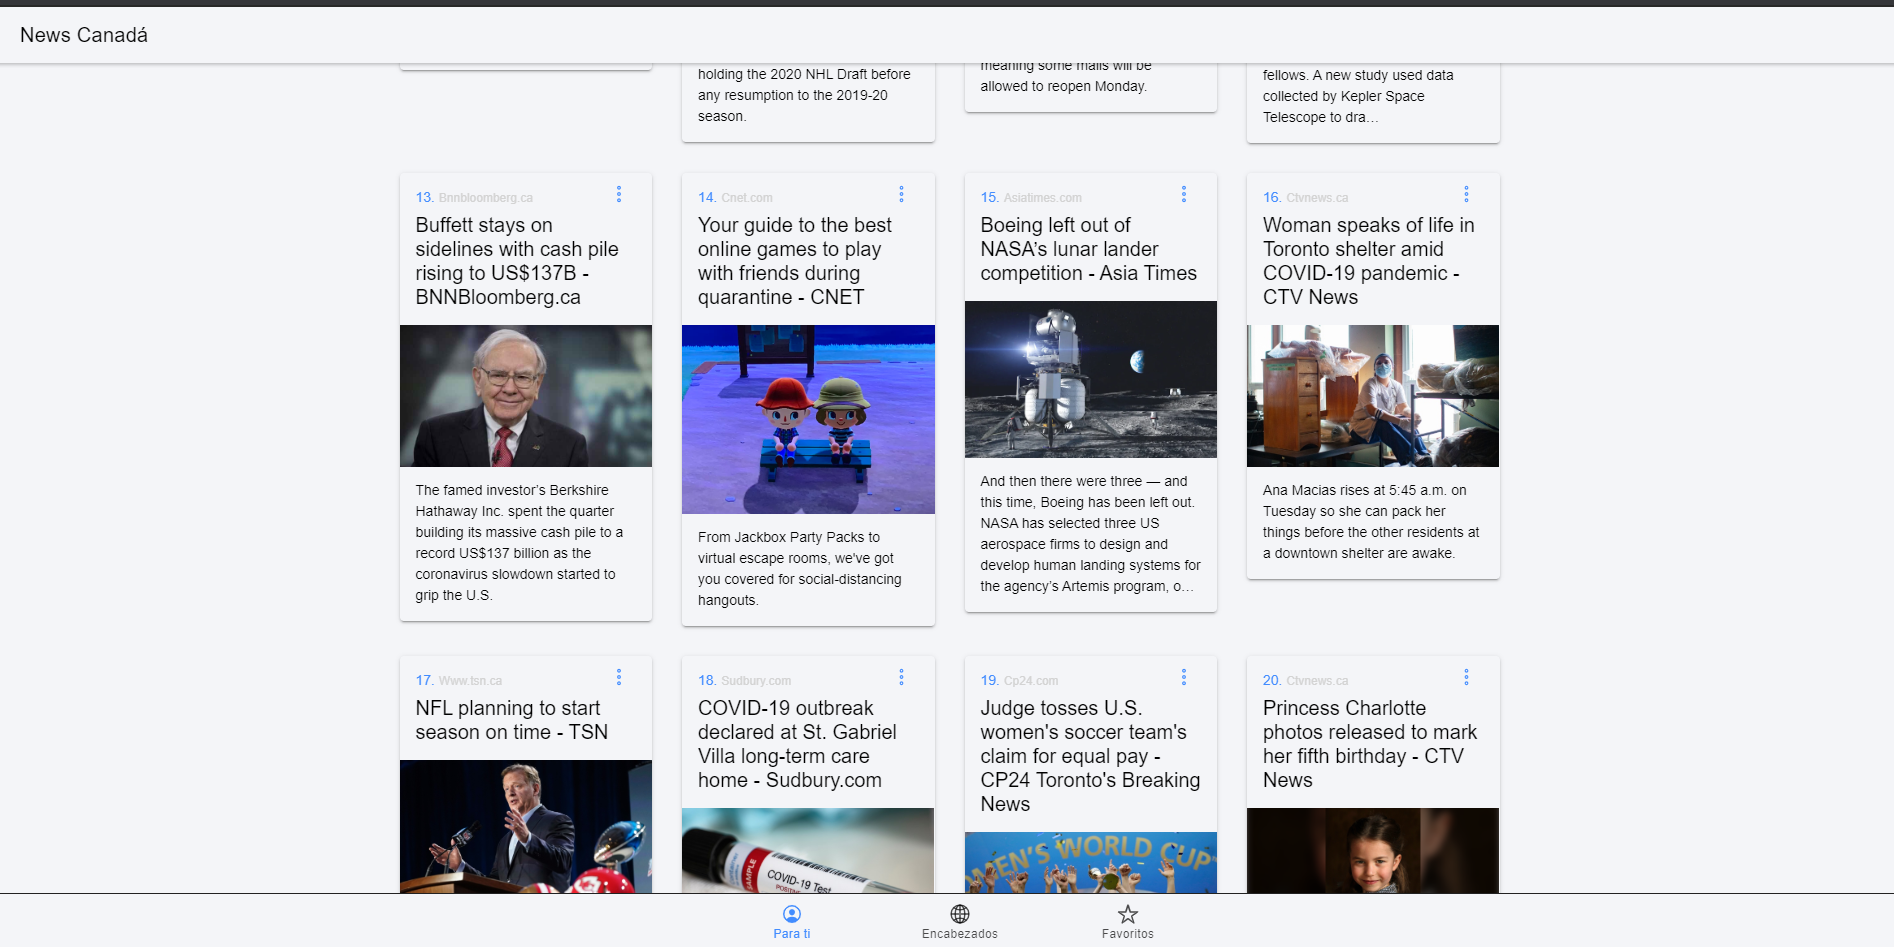 News Canadá
holding the 2020 NHL Draft before
any resumption to the 2019-20
season.
meaning some malls will be
allowed to reopen Monday.
fellows. A new study used data
collected by Kepler Space
Telescope to dra…
13. Bnnbloomberg.ca
Buffett stays on
sidelines with cash pile
rising to US$137B -
BNNBloomberg.ca
The famed investor’s Berkshire
Hathaway Inc. spent the quarter
building its massive cash pile to a
record US$137 billion as the
coronavirus slowdown started to
grip the U.S.
14. Cnet.com
Your guide to the best
online games to play
with friends during
quarantine - CNET
From Jackbox Party Packs to
virtual escape rooms, we've got
you covered for social-distancing
hangouts.
15. Asiatimes.com
Boeing left out of
NASA’s lunar lander
competition - Asia Times
And then there were three — and
this time, Boeing has been left out.
NASA has selected three US
aerospace firms to design and
develop human landing systems for
the agency’s Artemis program, o…
16. Ctvnews.ca
Woman speaks of life in
Toronto shelter amid
COVID-19 pandemic -
CTV News
Ana Macias rises at 5:45 a.m. on
Tuesday so she can pack her
things before the other residents at
a downtown shelter are awake.
17. Www.tsn.ca
NFL planning to start
season on time - TSN
18. Sudbury.com
COVID-19 outbreak
declared at St. Gabriel
Villa long-term care
home - Sudbury.com
SAMPLE
COVID-19 Test
19. Cp24.com
Judge tosses U.S.
women's soccer team's
claim for equal pay -
CP24 Toronto's Breaking
News
MEN'S WORLD CUP
20. Ctvnews.ca
Princess Charlotte
photos released to mark
her fifth birthday - CTV
News
Para ti
Encabezados
Favoritos